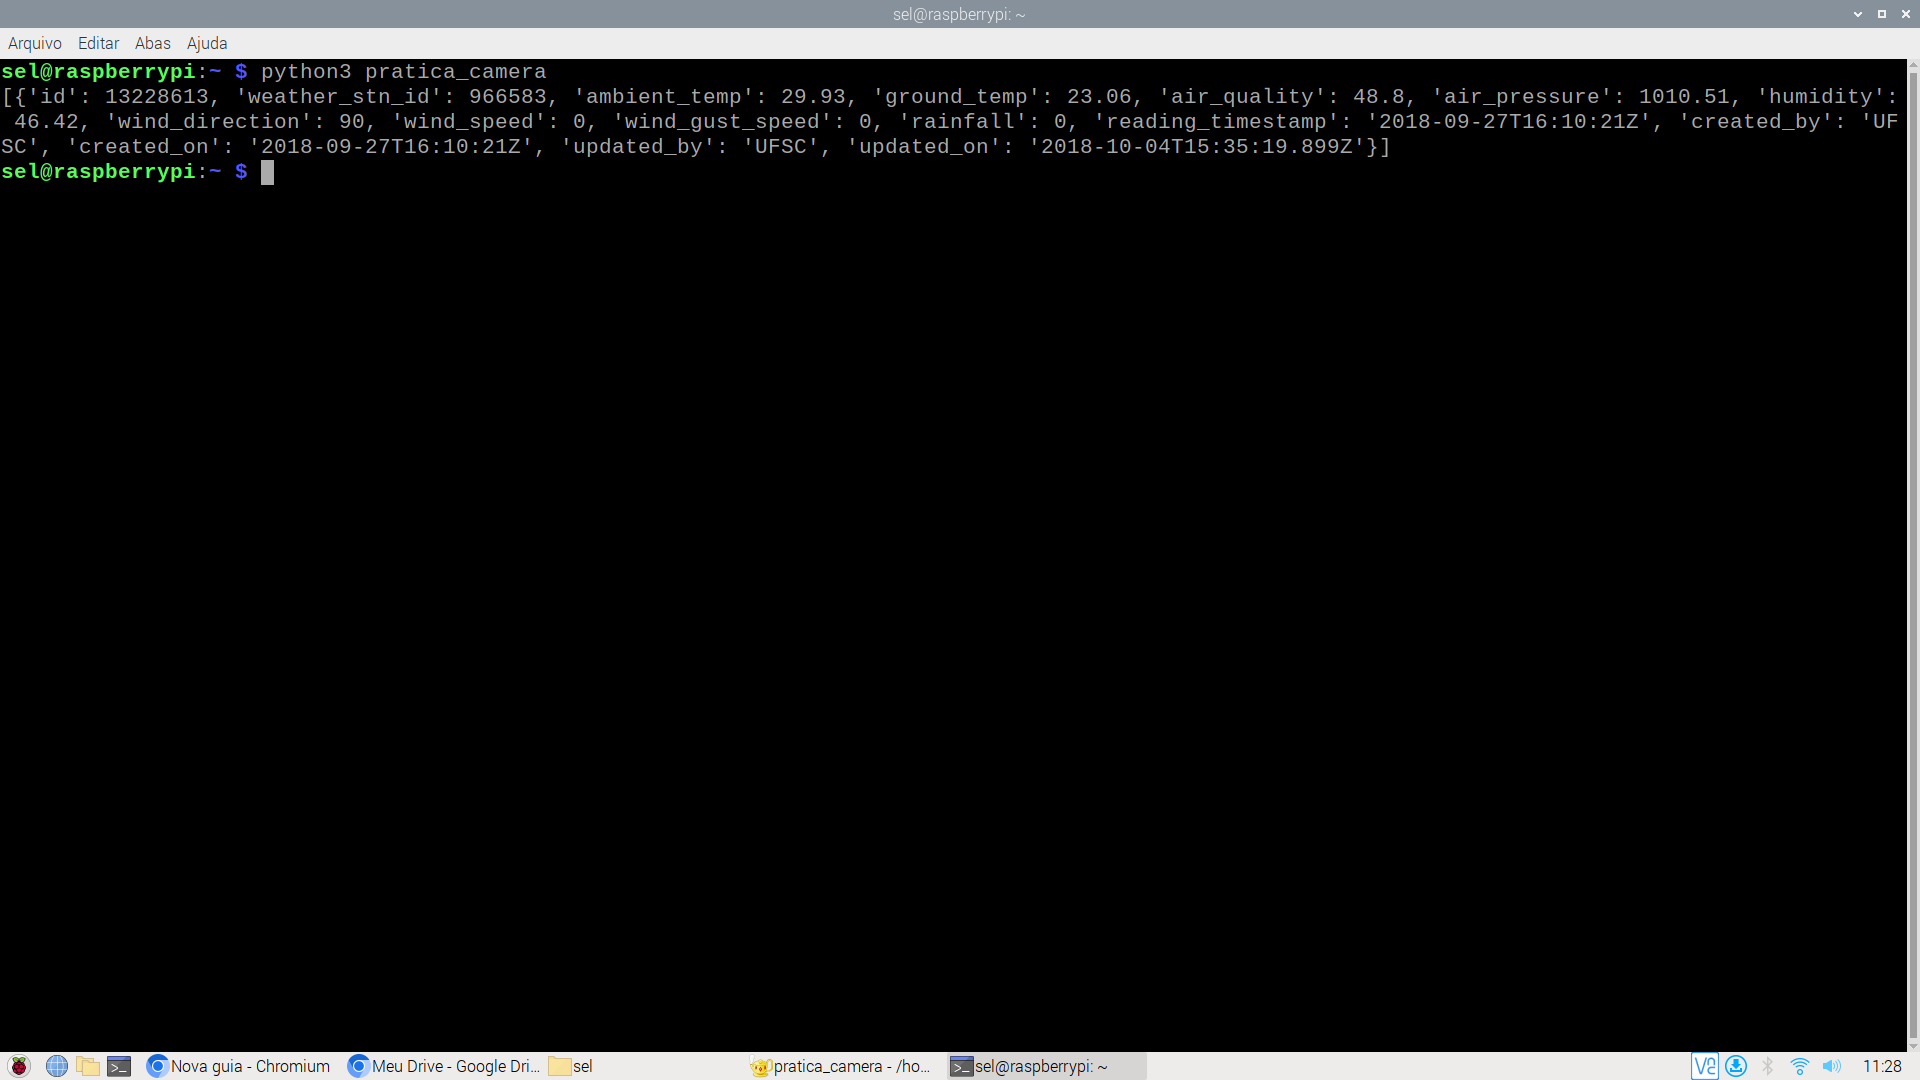 sel@raspberrypi: ~
Arquivo Editar Abas Ajuda
sel@raspberrypi:~ $ python3 pratica_camera
[{'id': 13228613, 'weather_stn_id': 966583, 'ambient_temp': 29.93, 'ground_temp': 23.06, 'air_quality': 48.8, 'air_pressure': 1010.51, 'humidity':
46.42, 'wind_direction': 90, 'wind_speed': 0, 'wind_gust_speed': 0, 'rainfall': 0, 'reading_timestamp': '2018-09-27T16:10:21Z', 'created_by': 'UF
SC', 'created_on': '2018-09-27T16:10:21Z', 'updated_by': 'UFSC', 'updated_on': '2018-10-04T15:35:19.899Z'}]
sel@raspberrypi:~ $
Nova guia - Chromium Meu Drive - Google Dri... sel pratica_camera - /ho... sel@raspberrypi: ~ 11:28